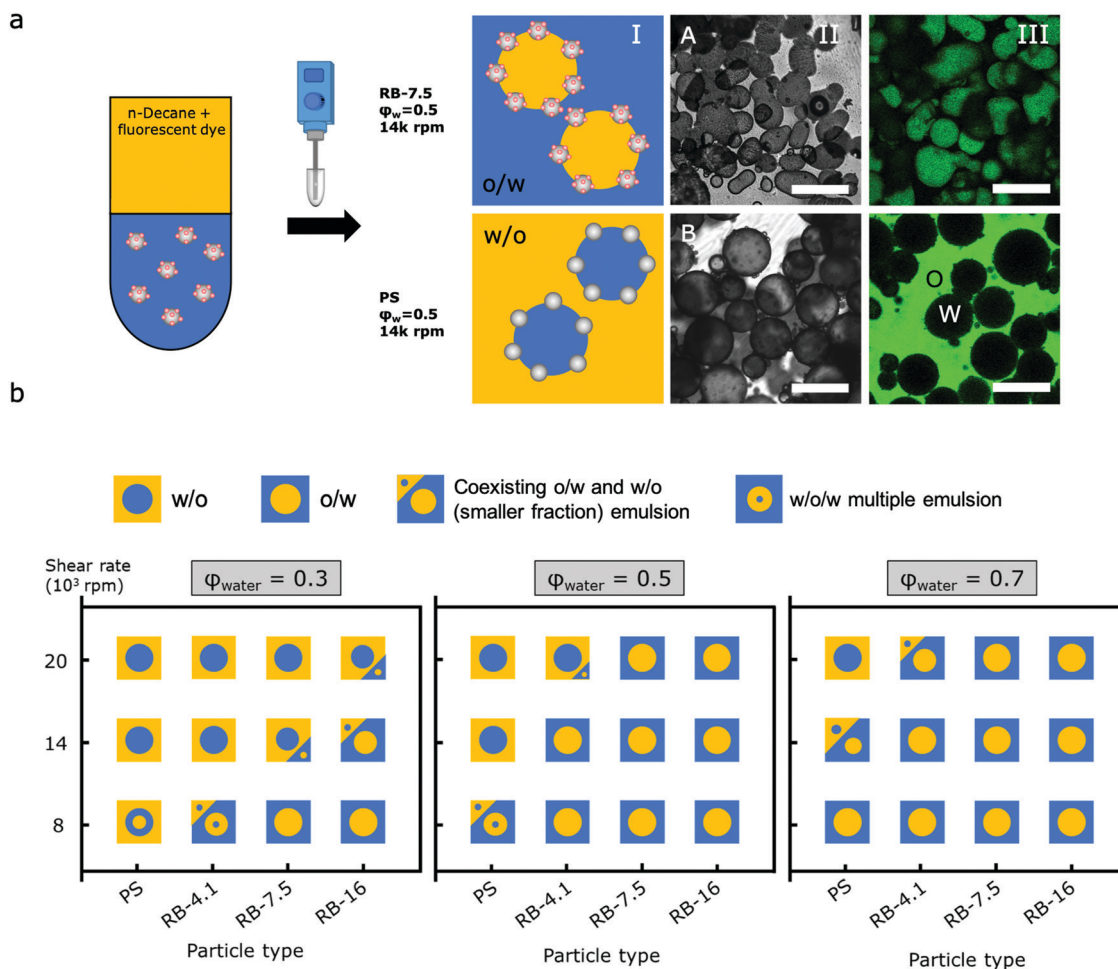 a
n-Decane +
fluorescent dye
RB-7.5
φw=0.5
14k rpm
PS
φw=0.5
14k rpm
I
o/w
A
II
III
w/o
B
O
W
b
w/o
o/w
Coexisting o/w and w/o
(smaller fraction) emulsion
w/o/w multiple emulsion
Shear rate
(10³ rpm)
φwater = 0.3
φwater = 0.5
φwater = 0.7
20
14
8
PS
RB-4.1
RB-7.5
RB-16
PS
RB-4.1
RB-7.5
RB-16
PS
RB-4.1
RB-7.5
RB-16
Particle type
Particle type
Particle type